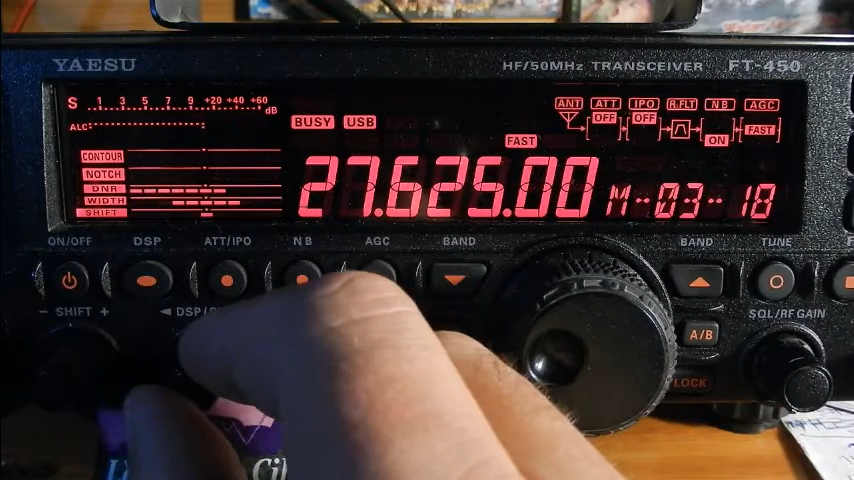 YAESU HF/50MHz TRANSCEIVER FT-450
S 1 3 5 7 9 +20 +40 +60 dB
ALC
BUSY USB
ANT ATT IPO R.FLT NB AGC
OFF OFF ON FAST
FAST
CONTOUR
NOTCH
DNR
WIDTH
SHIFT
27.625.00 M-03-18
ON/OFF DSP ATT/IPO NB AGC BAND BAND TUNE F
- SHIFT + ◄ DSP/ SQL/RF GAIN
A/B
LOCK